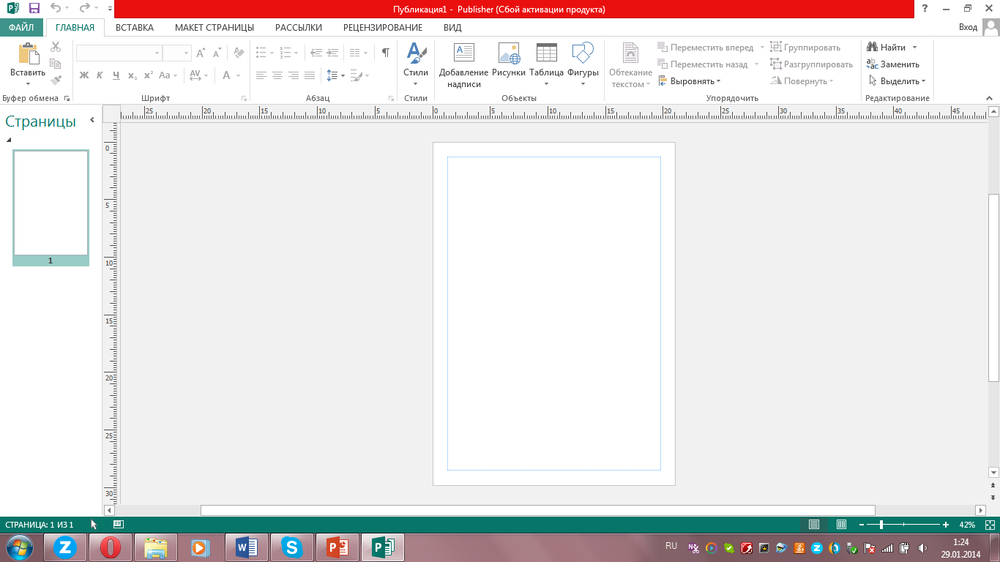 Публикация1 - Publisher (Сбой активации продукта)
ФАЙЛ ГЛАВНАЯ ВСТАВКА МАКЕТ СТРАНИЦЫ РАССЫЛКИ РЕЦЕНЗИРОВАНИЕ ВИД Вход
Вставить
Буфер обмена
Ж К Ч x₂ x² Aa AV A
Шрифт
Абзац
Стили
Стили
Добавление надписи
Рисунки
Таблица
Фигуры
Объекты
Обтекание текстом
Переместить вперед
Переместить назад
Выровнять
Группировать
Разгруппировать
Повернуть
Упорядочить
Найти
Заменить
Выделить
Редактирование
Страницы
1
25 20 15 10 5 0 5 10 15 20 25 30 35 40 45
0
5
10
15
20
25
30
СТРАНИЦА: 1 ИЗ 1
42%
RU
1:24
29.01.2014